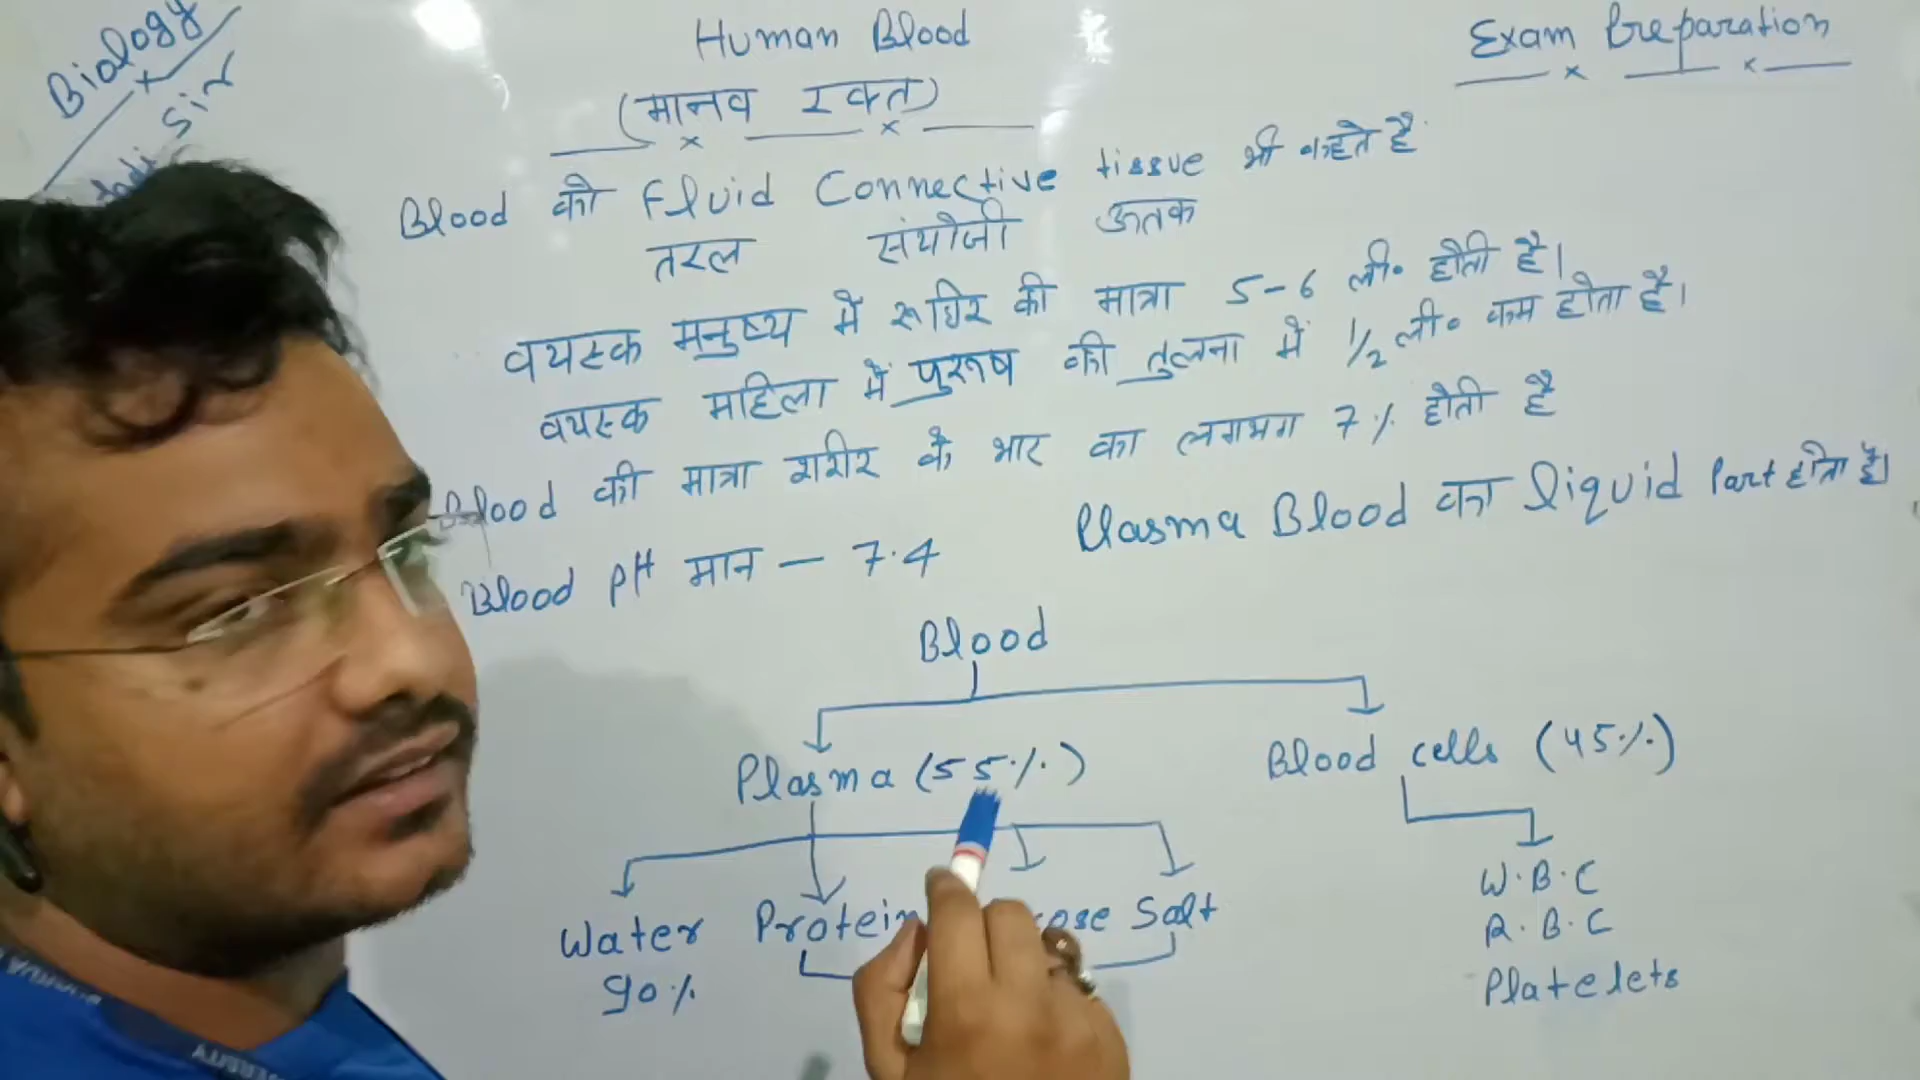 Biology
Sir
Human Blood
(मानव रक्त)
Exam Preparation
Blood को Fluid Connective tissue भी कहते है
तरल संयोजी ऊतक
वयस्क मनुष्य में रूधिर की मात्रा 5-6 ली॰ होती है।
वयस्क महिला में पुरूष की तुलना में 1/2 ली॰ कम होता है।
Blood की मात्रा शरीर के भार का लगभग 7% होती है
Blood pH मान - 7.4
Plasma Blood का liquid Part होता है।
Blood
Plasma (55%)
Blood cells (45%)
Water Protein Salt
90%
W.B.C
R.B.C
Platelets